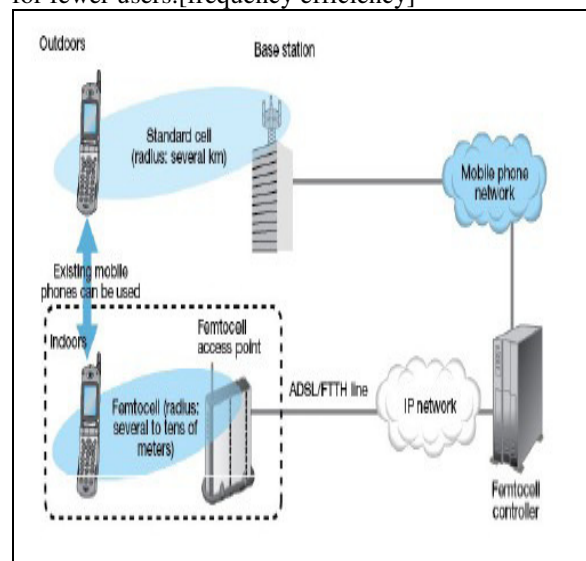 for fewer users.[frequency efficiency]
Outdoors
Base station
Standard cell
(radius: several km)
Mobile phone
network
Existing mobile
phones can be used
Indoors
Femtocell
access point
Femtocell (radius:
several to tens of
meters)
ADSL/FTTH line
IP network
Femtocell
controller